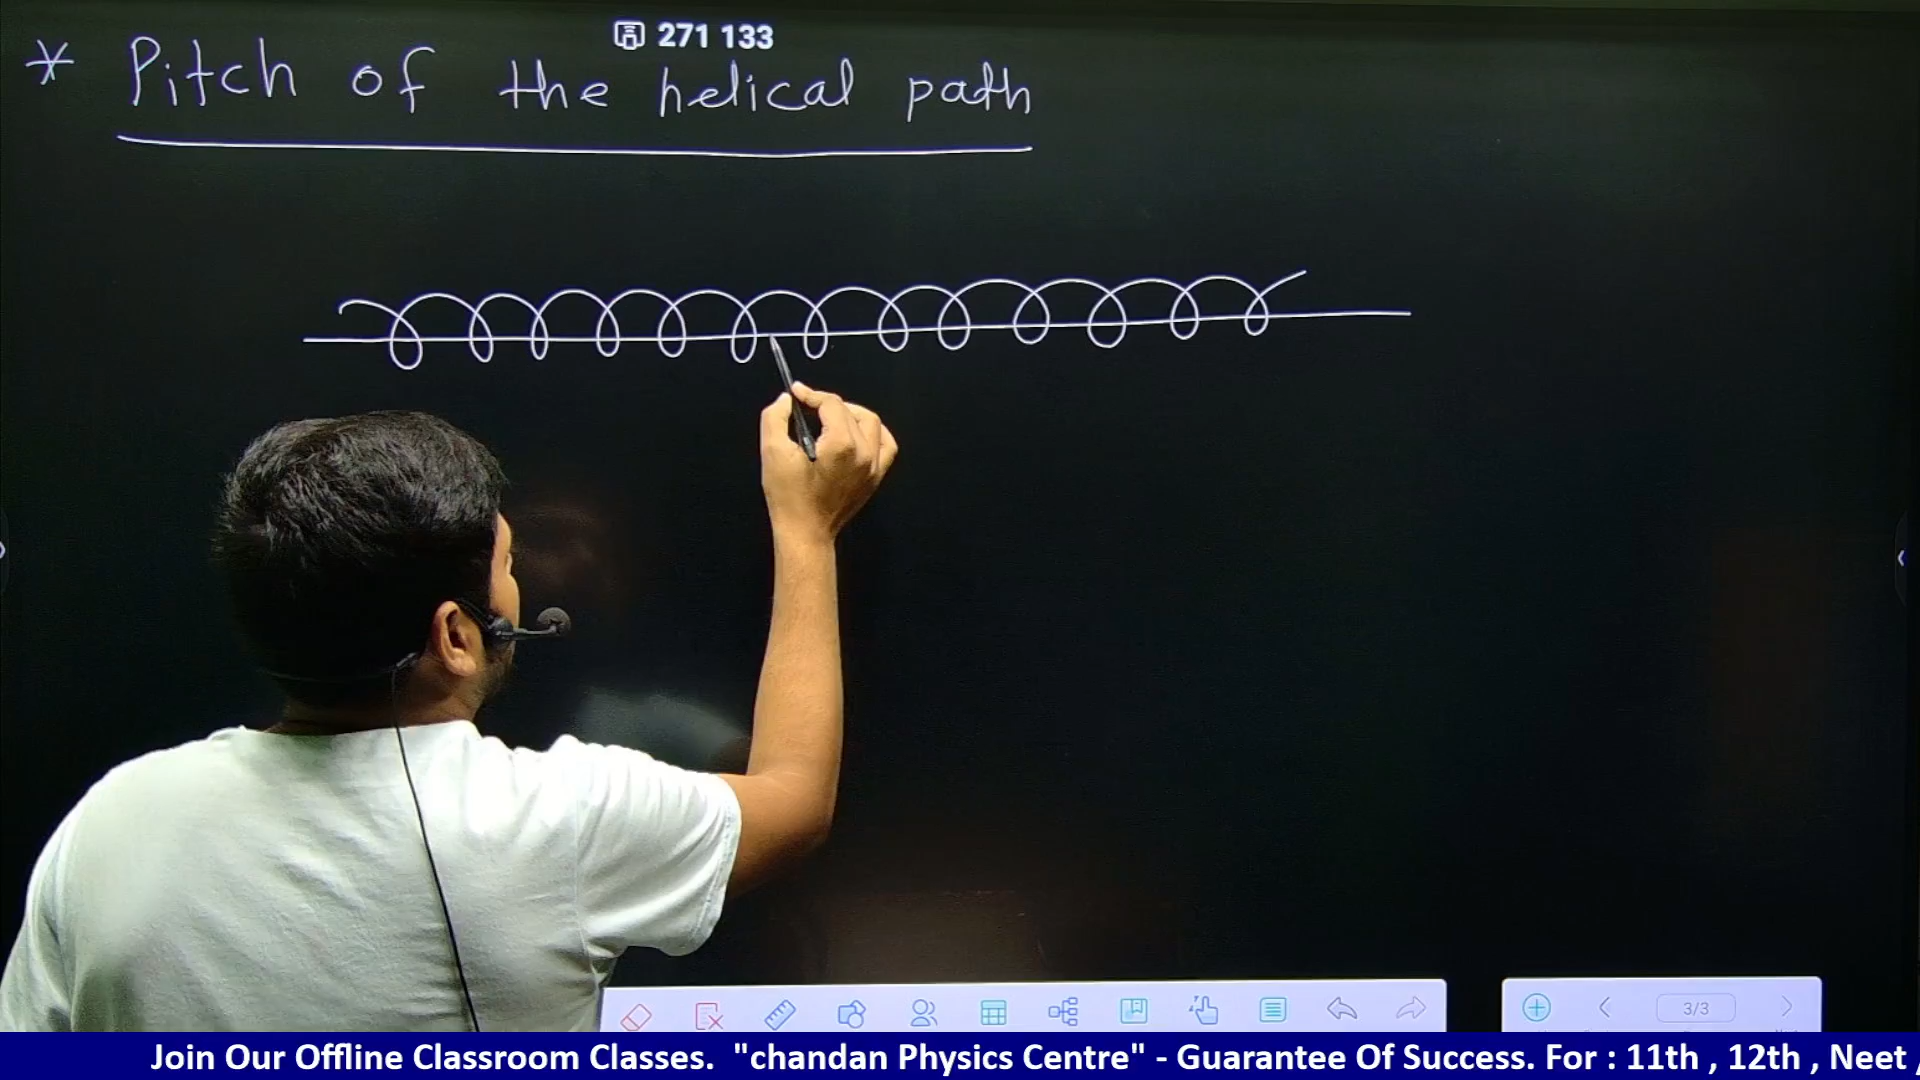 271 133
* Pitch of the helical path
3/3
Join Our Offline Classroom Classes. "chandan Physics Centre" - Guarantee Of Success. For : 11th , 12th , Neet ,